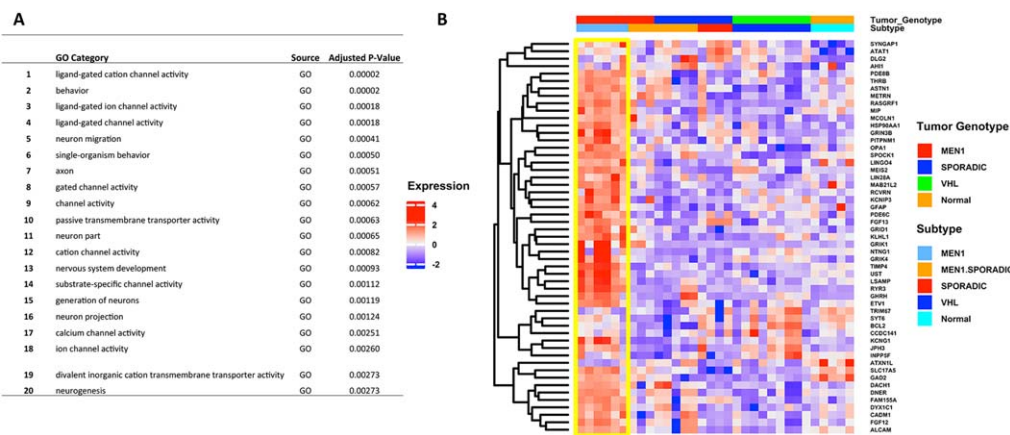 A
GO Category Source Adjusted P-Value
1 ligand-gated cation channel activity GO 0.00002
2 behavior GO 0.00002
3 ligand-gated ion channel activity GO 0.00018
4 ligand-gated channel activity GO 0.00018
5 neuron migration GO 0.00041
6 single-organism behavior GO 0.00050
7 axon GO 0.00051
8 gated channel activity GO 0.00057
9 channel activity GO 0.00062
10 passive transmembrane transporter activity GO 0.00063
11 neuron part GO 0.00065
12 cation channel activity GO 0.00082
13 nervous system development GO 0.00093
14 substrate-specific channel activity GO 0.00112
15 generation of neurons GO 0.00119
16 neuron projection GO 0.00124
17 calcium channel activity GO 0.00251
18 ion channel activity GO 0.00260
19 divalent inorganic cation transmembrane transporter activity GO 0.00273
20 neurogenesis GO 0.00273
B
Expression
4
2
0
-2
Tumor_Genotype
Subtype
SYNGAP1
ATAT1
DLG2
AHI1
PDE8B
THRB
ASTN1
METRN
RASGRF1
MIP
MCOLN1
HSP90AA1
GRIN3B
PITPNM1
OPA1
SPOCK1
LINGO4
MEIS2
LIN28A
MAB21L2
RCVRN
KCNIP3
GFAP
PDE6C
FGF13
GRID1
KLHL1
GRIK1
NTNG1
GRIK4
TIMP4
UST
LSAMP
RYR3
GHRH
ETV1
TRIM67
SYT6
BCL2
CCDC141
KCNG1
JPH3
INPP5F
ATXN1L
SLC17A5
GAD2
DACH1
DNER
FAM155A
DYX1C1
CADM1
FGF12
ALCAM
Tumor Genotype
MEN1
SPORADIC
VHL
Normal
Subtype
MEN1
MEN1.SPORADIC
SPORADIC
VHL
Normal